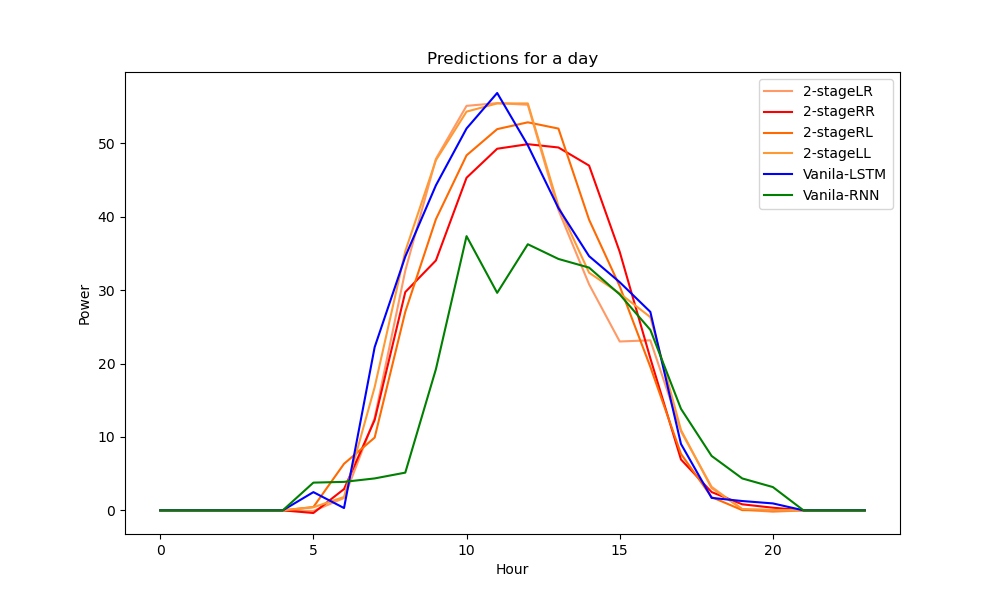 Predictions for a day
2-stageLR
2-stageRR
2-stageRL
2-stageLL
Vanila-LSTM
Vanila-RNN
50
40
30
20
10
0
Power
0 5 10 15 20
Hour